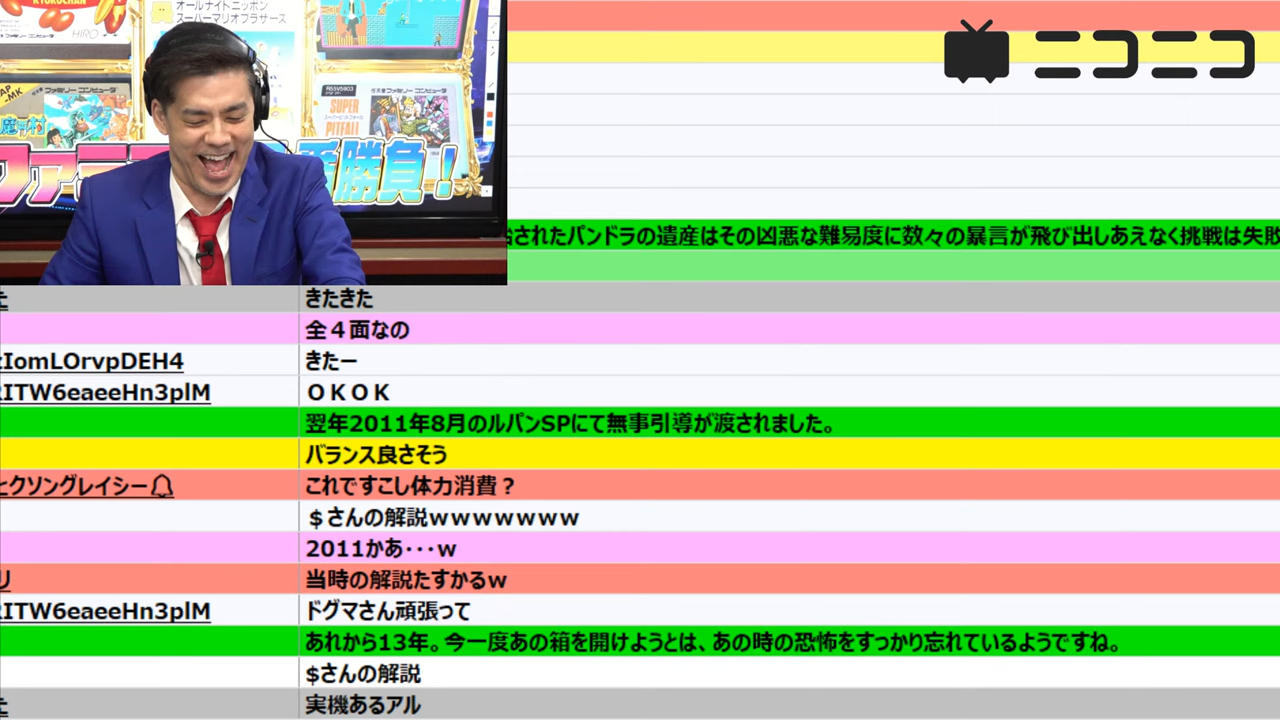 オールナイトニッポン
スーパーマリオブラザーズ
HIRO
ファミリーコンピュータ
R55V5903
SUPER
PITFALL
ニコニコ
されたパンドラの遺産はその凶悪な難易度に数々の暴言が飛び出しあえなく挑戦は失敗
きたきた
全４面なの
IomLOrvpDEH4
きたー
ITW6eaeeHn3plM
ＯＫＯＫ
翌年2011年8月のルパンSPにて無事引導が渡されました。
バランス良さそう
ヒクソングレイシー
これですこし体力消費？
＄さんの解説ｗｗｗｗｗｗｗ
2011かあ･･･ｗ
リ
当時の解説たすかるｗ
ITW6eaeeHn3plM
ドグマさん頑張って
あれから13年。今一度あの箱を開けようとは、あの時の恐怖をすっかり忘れているようですね。
$さんの解説
実機あるアル
勝負！